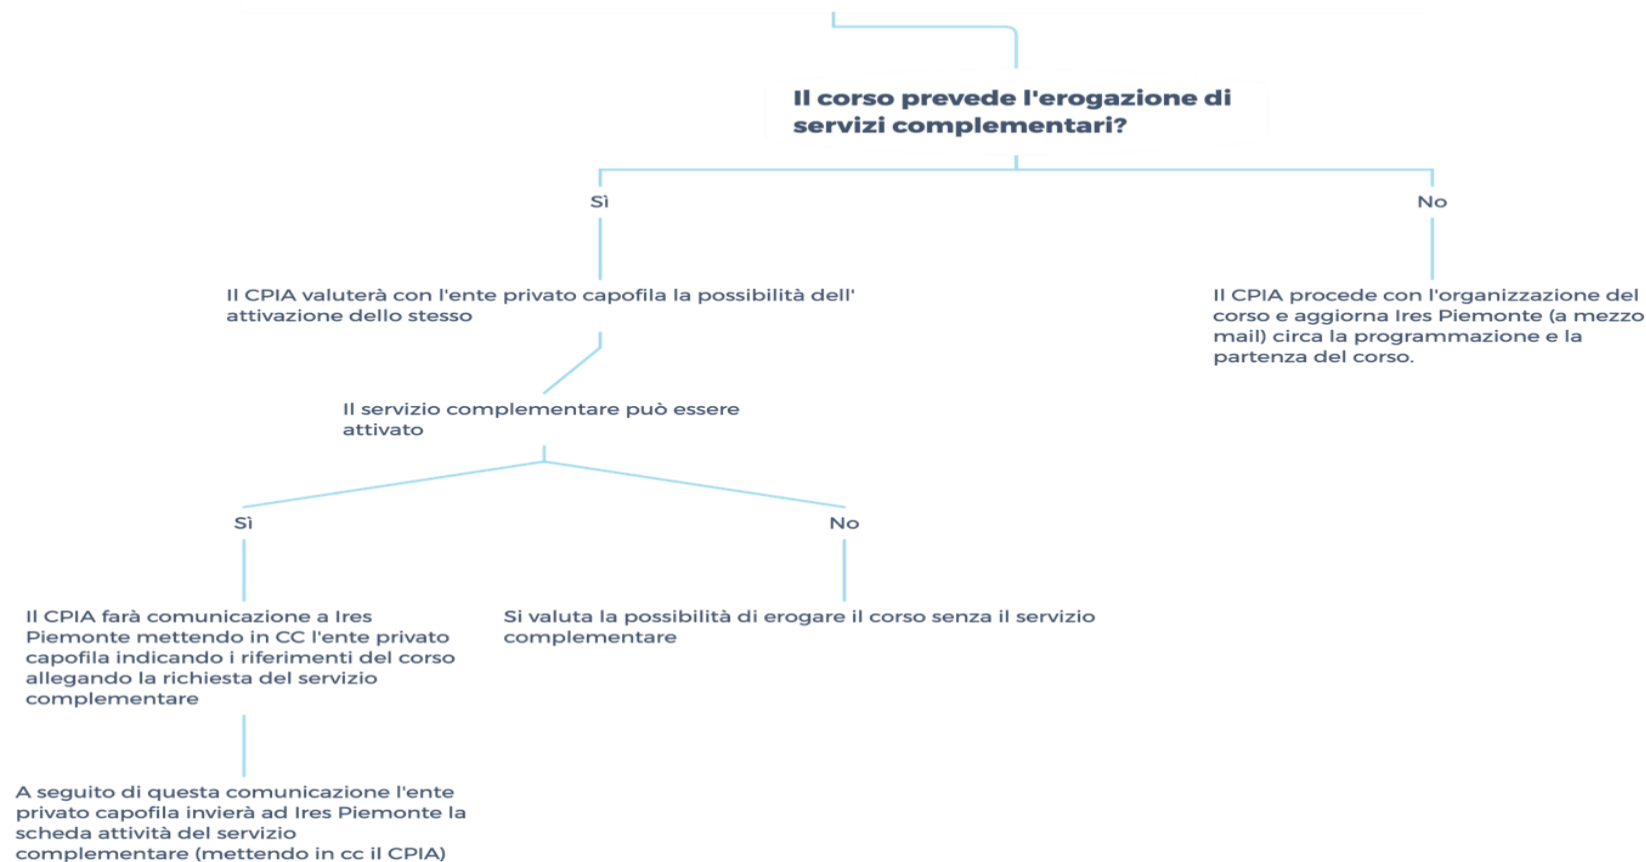 Il corso prevede l'erogazione di
servizi complementari?
Sì
No
Il CPIA valuterà con l'ente privato capofila la possibilità dell'
attivazione dello stesso
Il CPIA procede con l'organizzazione del
corso e aggiorna Ires Piemonte (a mezzo
mail) circa la programmazione e la
partenza del corso.
Il servizio complementare può essere
attivato
Sì
No
Il CPIA farà comunicazione a Ires
Piemonte mettendo in CC l'ente privato
capofila indicando i riferimenti del corso
allegando la richiesta del servizio
complementare
Si valuta la possibilità di erogare il corso senza il servizio
complementare
A seguito di questa comunicazione l'ente
privato capofila invierà ad Ires Piemonte la
scheda attività del servizio
complementare (mettendo in cc il CPIA)